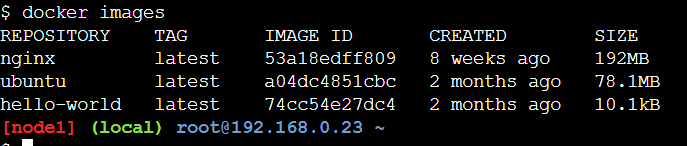 $ docker images
REPOSITORY TAG IMAGE ID CREATED SIZE
nginx latest 53a18edff809 8 weeks ago 192MB
ubuntu latest a04dc4851cbc 2 months ago 78.1MB
hello-world latest 74cc54e27dc4 2 months ago 10.1kB
[node1] (local) root@192.168.0.23 ~
$